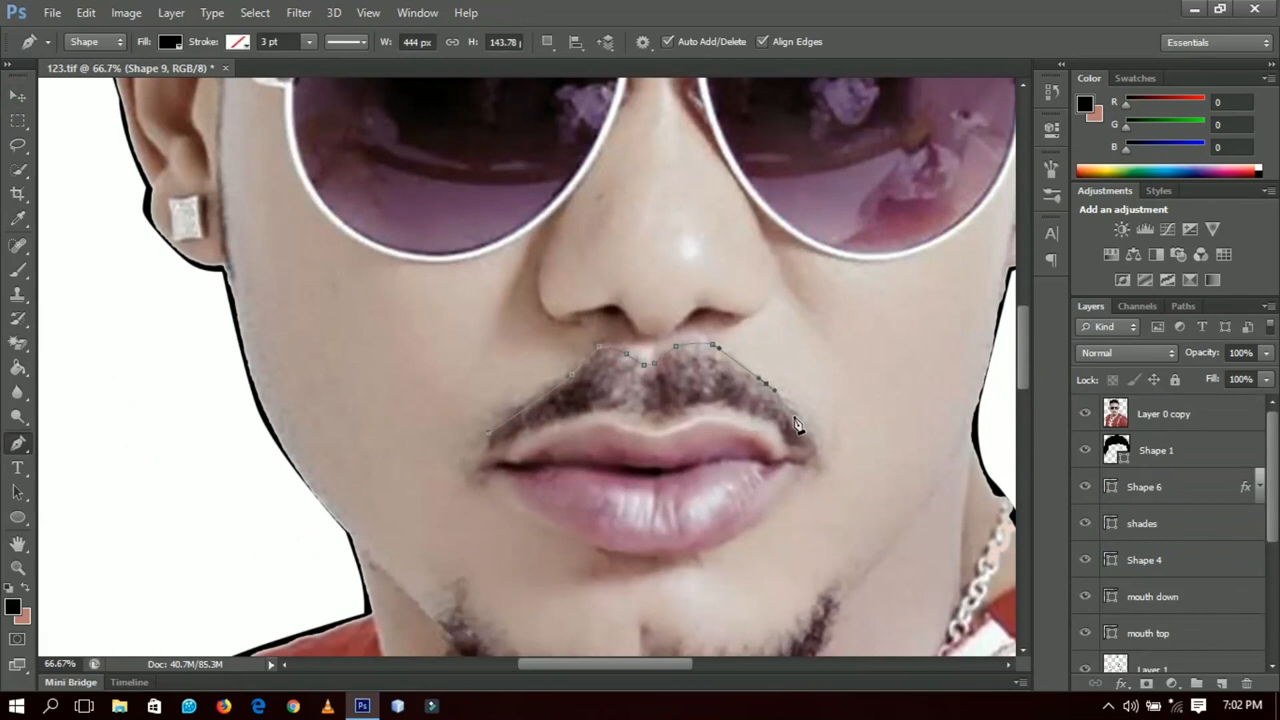 Ps File Edit Image Layer Type Select Filter 3D View Window Help
Shape Fill: Stroke: 3 pt W: 444 px H: 143.78 Auto Add/Delete Align Edges Essentials
123.tif @ 66.7% (Shape 9, RGB/8) * ×
Color Swatches
R 0
G 0
B 0
Adjustments Styles
Add an adjustment
Layers Channels Paths
Kind
Normal Opacity: 100%
Lock: Fill: 100%
Layer 0 copy
Shape 1
Shape 6 fx
shades
Shape 4
mouth down
mouth top
Layer 1
66.67% Doc: 40.7M/85.3M
Mini Bridge Timeline
7:02 PM